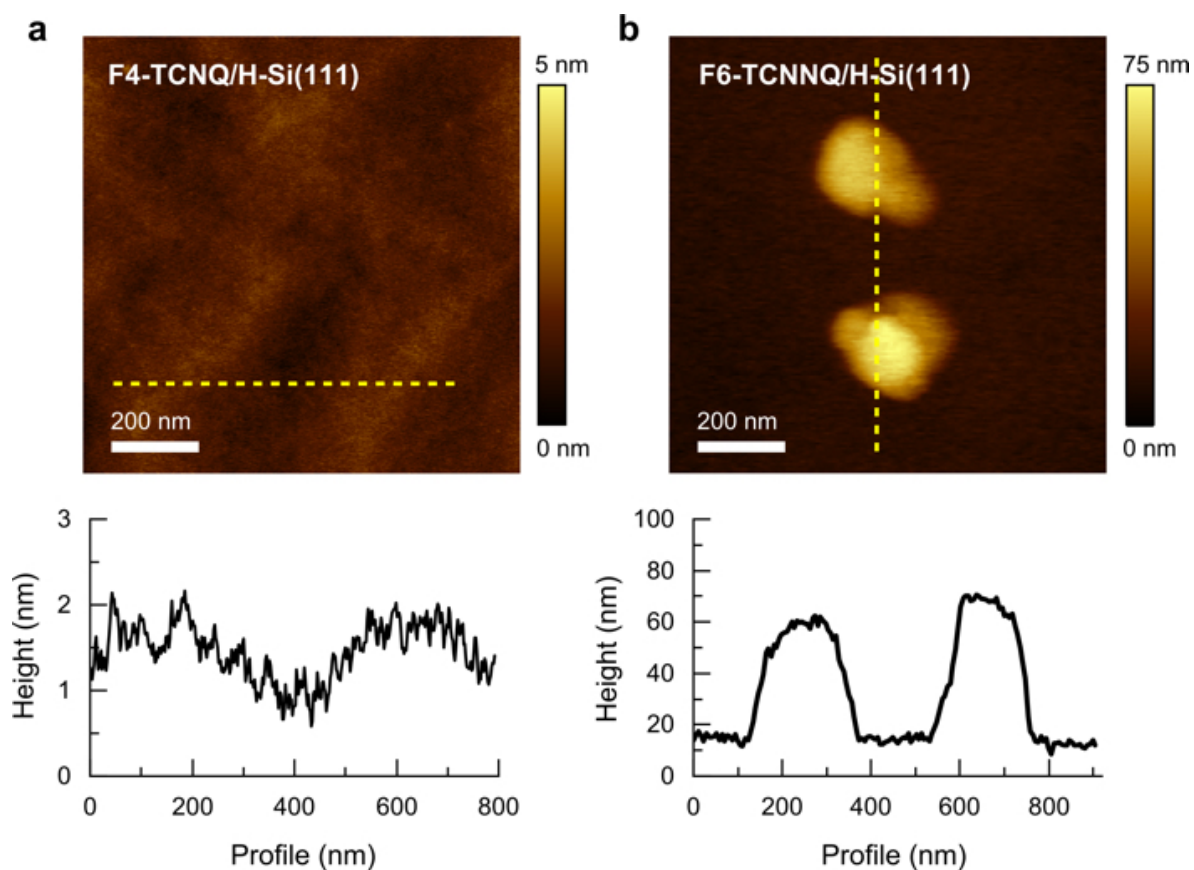 a
F4-TCNQ/H-Si(111)
5 nm
0 nm
200 nm
b
F6-TCNNQ/H-Si(111)
75 nm
0 nm
200 nm
3
2
1
0
Height (nm)
0 200 400 600 800
Profile (nm)
100
80
60
40
20
0
Height (nm)
0 200 400 600 800
Profile (nm)